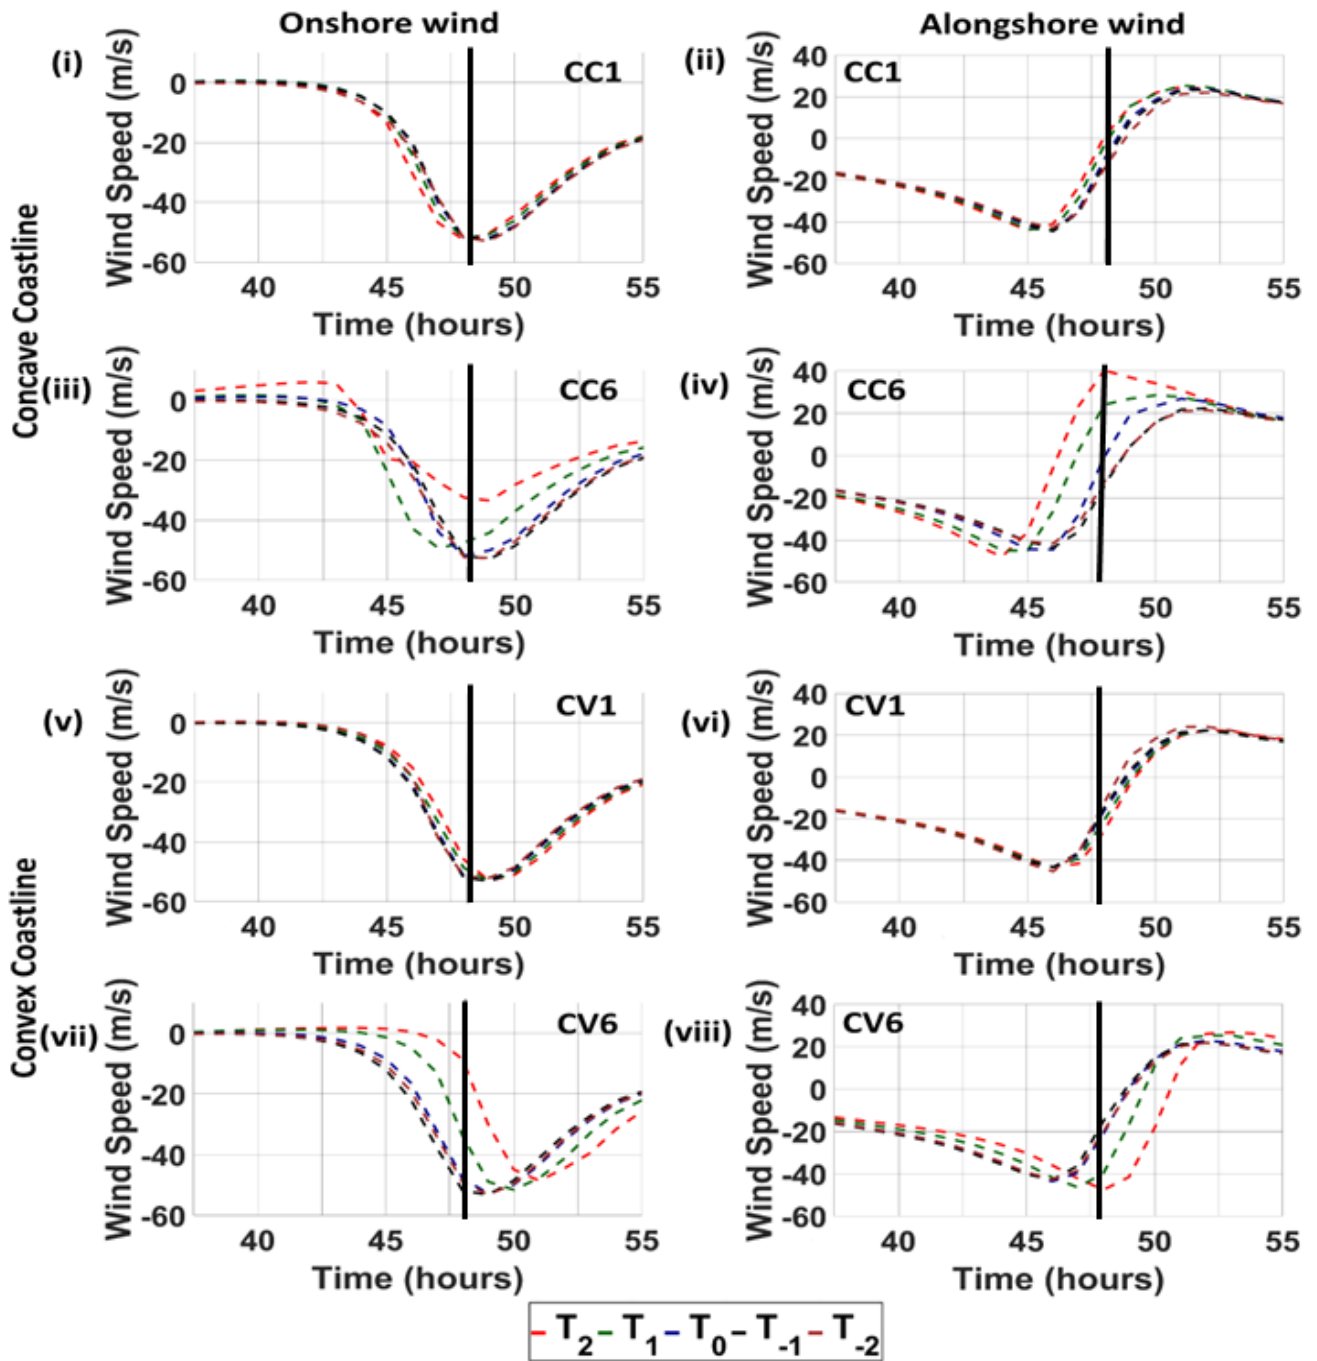 Onshore wind
Alongshore wind
Concave Coastline
Convex Coastline
(i)
CC1
Wind Speed (m/s)
0
-20
-40
-60
40
45
50
55
Time (hours)
(ii)
CC1
Wind Speed (m/s)
40
20
0
-20
-40
-60
40
45
50
55
Time (hours)
(iii)
CC6
Wind Speed (m/s)
0
-20
-40
-60
40
45
50
55
Time (hours)
(iv)
CC6
Wind Speed (m/s)
40
20
0
-20
-40
-60
40
45
50
55
Time (hours)
(v)
CV1
Wind Speed (m/s)
0
-20
-40
-60
40
45
50
55
Time (hours)
(vi)
CV1
Wind Speed (m/s)
40
20
0
-20
-40
-60
40
45
50
55
Time (hours)
(vii)
CV6
Wind Speed (m/s)
0
-20
-40
-60
40
45
50
55
Time (hours)
(viii)
CV6
Wind Speed (m/s)
40
20
0
-20
-40
-60
40
45
50
55
Time (hours)
T2 T1 T0 T-1 T-2